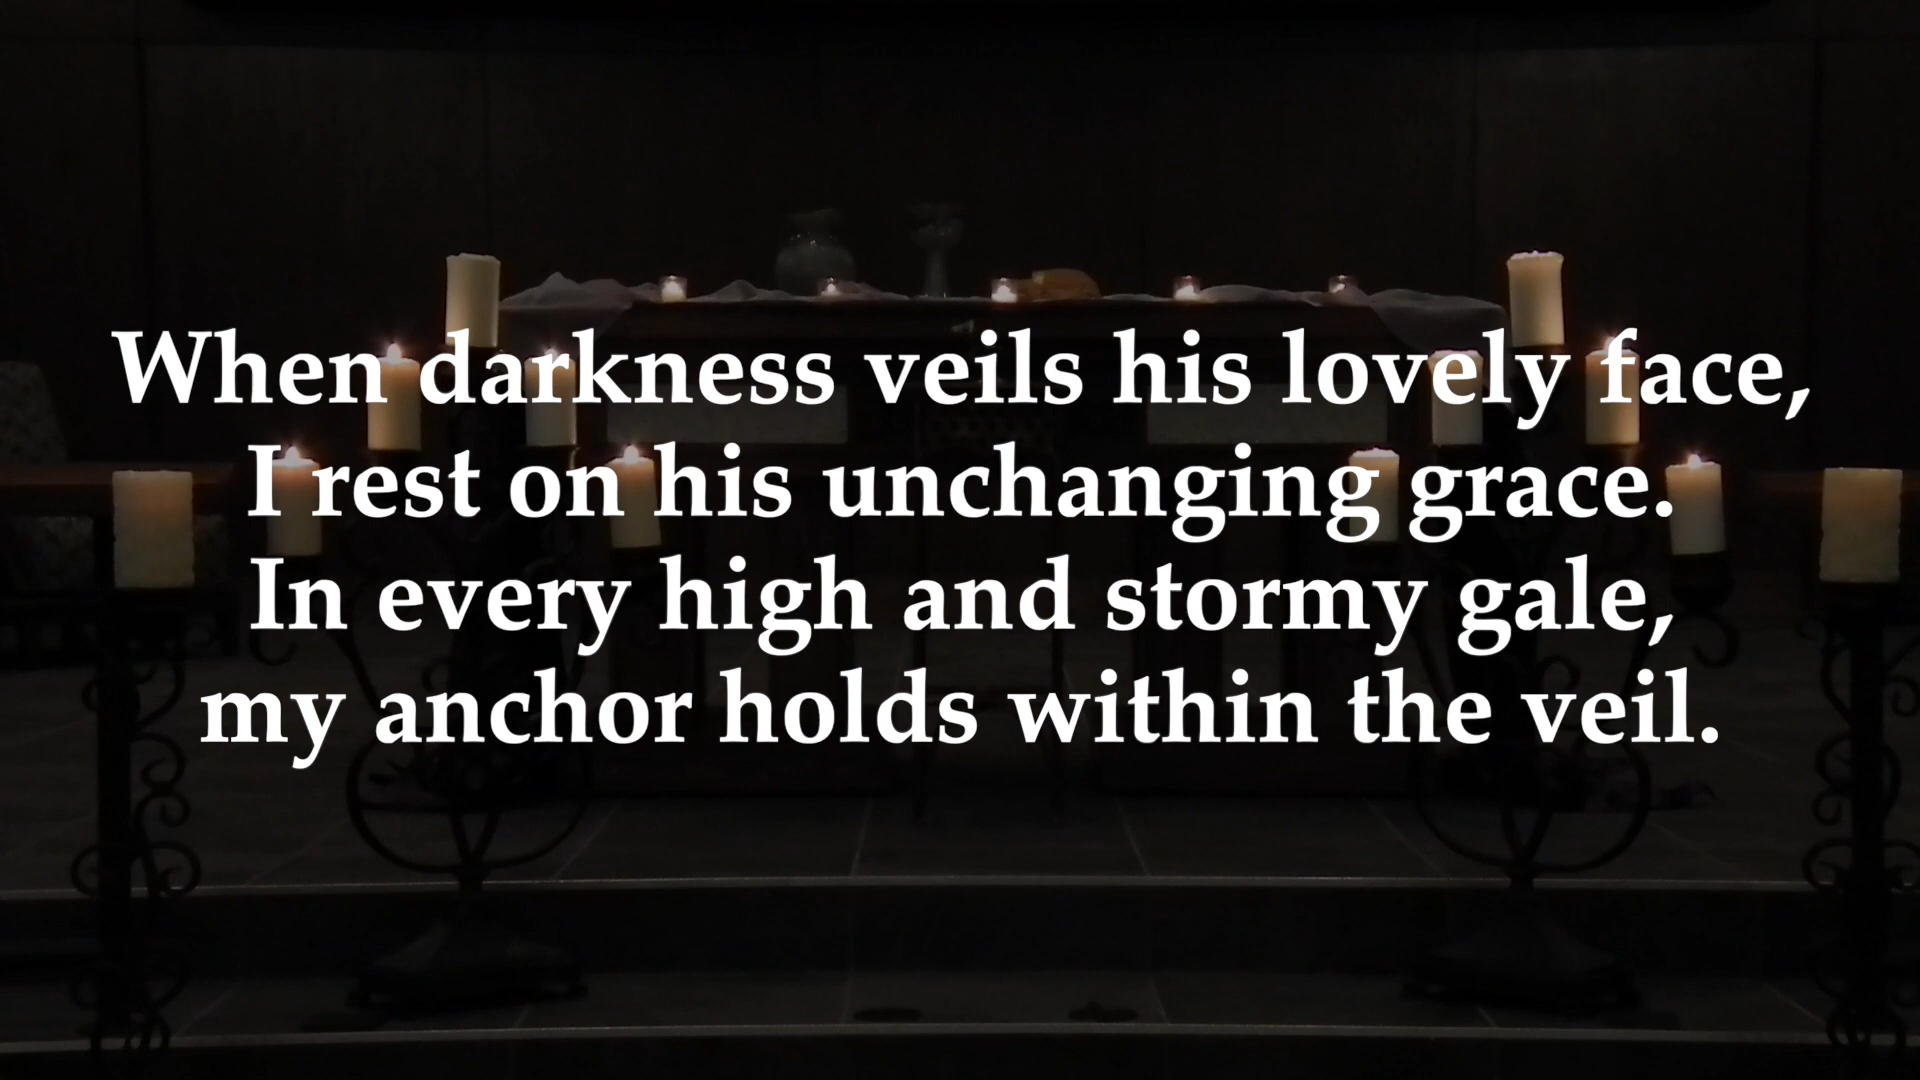 When darkness veils his lovely face,
I rest on his unchanging grace.
In every high and stormy gale,
my anchor holds within the veil.